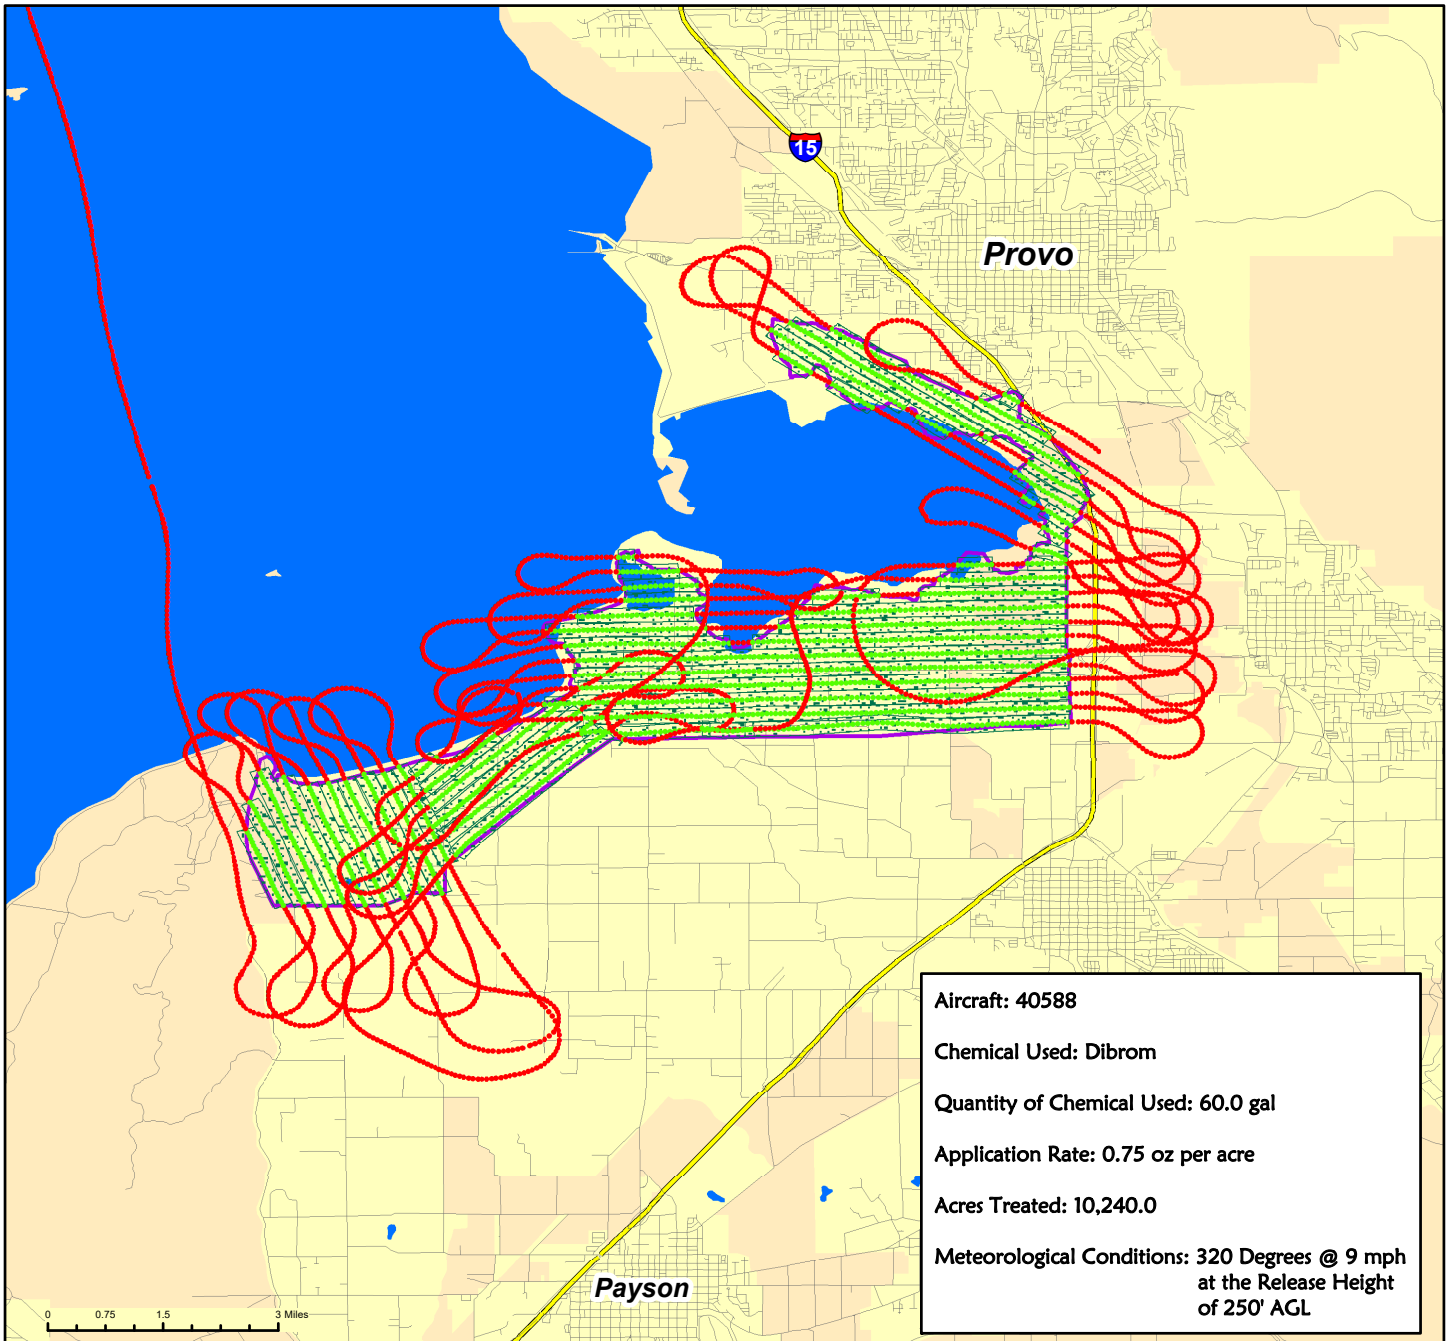 15
Provo
Aircraft: 40588
Chemical Used: Dibrom
Quantity of Chemical Used: 60.0 gal
Application Rate: 0.75 oz per acre
Acres Treated: 10,240.0
Meteorological Conditions: 320 Degrees @ 9 mph
at the Release Height
of 250' AGL
Payson
0 0.75 1.5 3 Miles